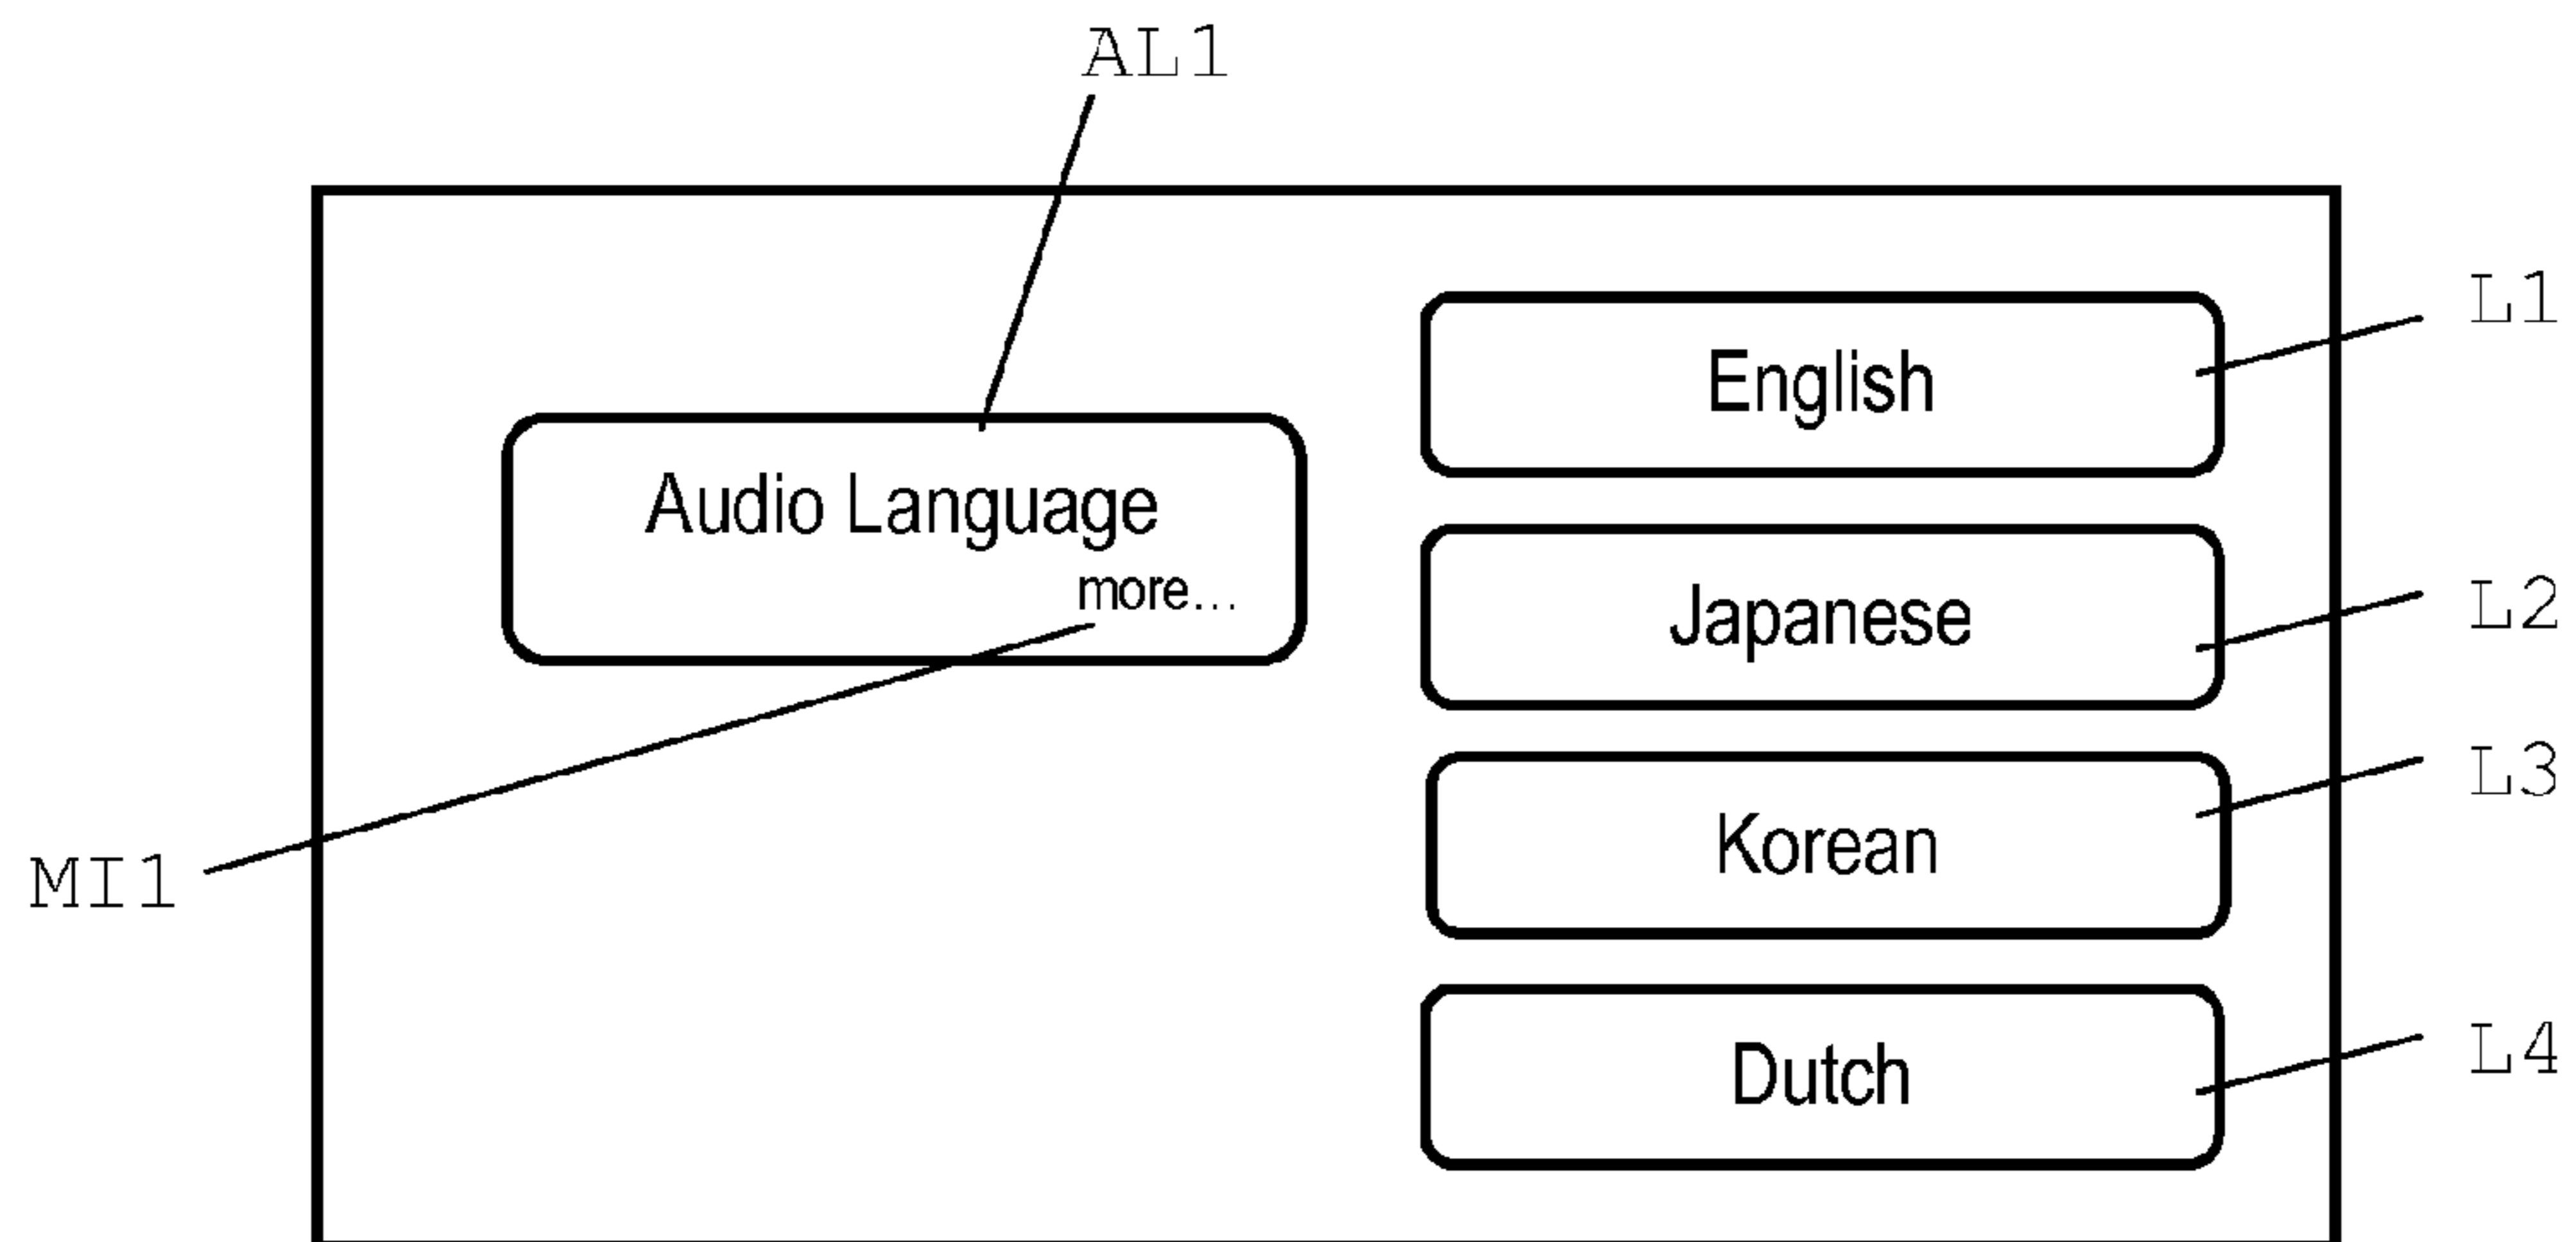 AL1
English
L1
Audio Language
more...
Japanese
L2
Korean
L3
MI1
Dutch
L4